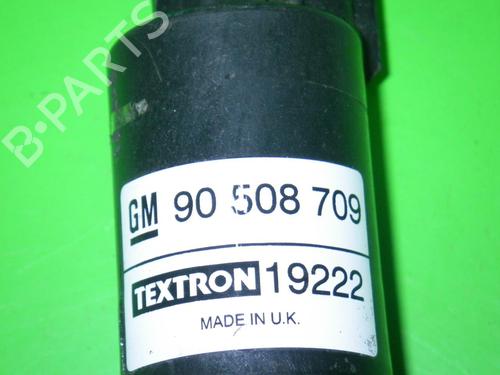 B-PARTS
GM 90 508 709
TEXTRON 19222
MADE IN U.K.